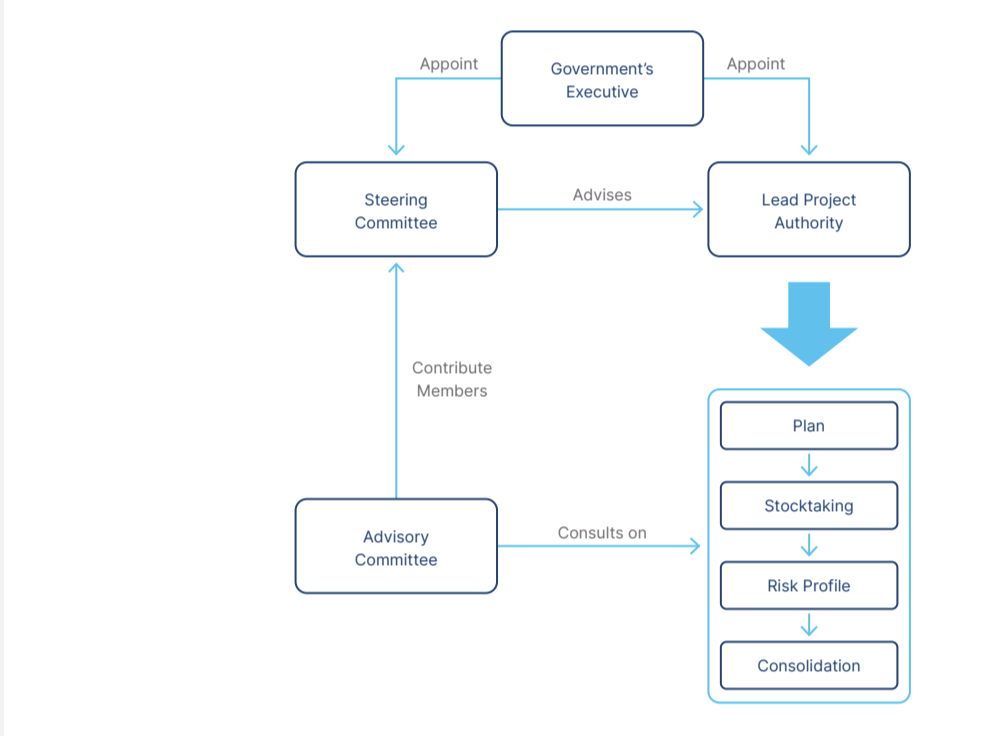 Appoint
Government’s
Executive
Appoint
Steering
Committee
Advises
Lead Project
Authority
Contribute
Members
Plan
Stocktaking
Advisory
Committee
Consults on
Risk Profile
Consolidation